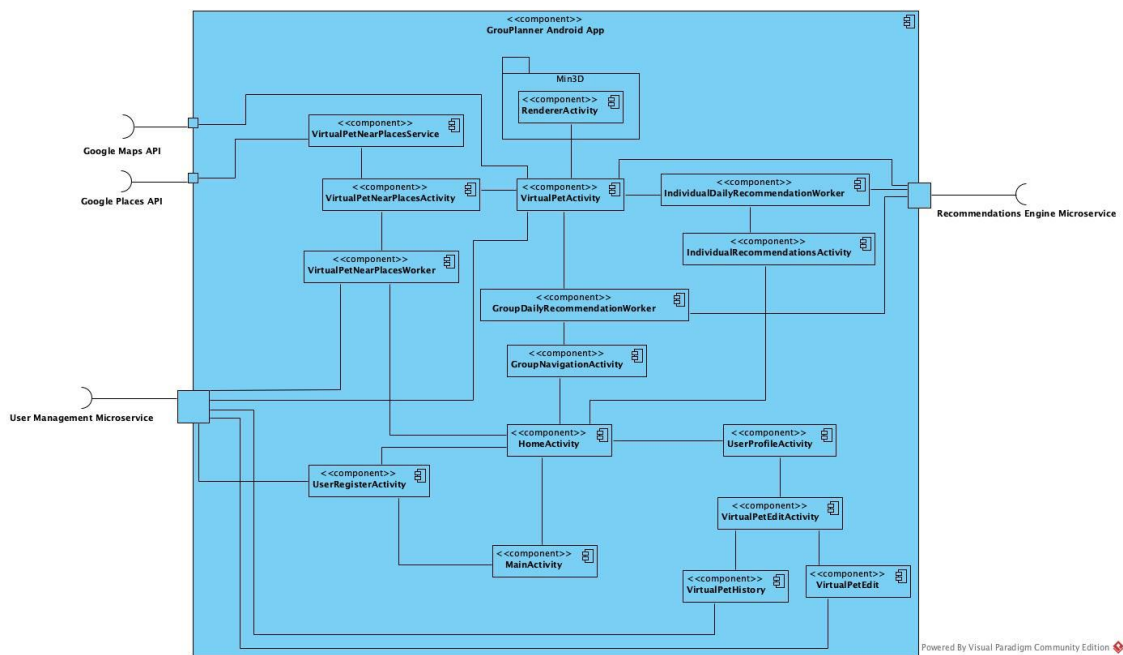 <<component>>
GrouPlanner Android App
Min3D
<<component>>
RendererActivity
Google Maps API
<<component>>
VirtualPetNearPlacesService
Google Places API
<<component>>
VirtualPetNearPlacesActivity
<<component>>
VirtualPetActivity
<<component>>
IndividualDailyRecommendationWorker
Recommendations Engine Microservice
<<component>>
IndividualRecommendationsActivity
<<component>>
VirtualPetNearPlacesWorker
<<component>>
GroupDailyRecommendationWorker
<<component>>
GroupNavigationActivity
User Management Microservice
<<component>>
HomeActivity
<<component>>
UserProfileActivity
<<component>>
UserRegisterActivity
<<component>>
VirtualPetEditActivity
<<component>>
MainActivity
<<component>>
VirtualPetHistory
<<component>>
VirtualPetEdit
Powered By Visual Paradigm Community Edition